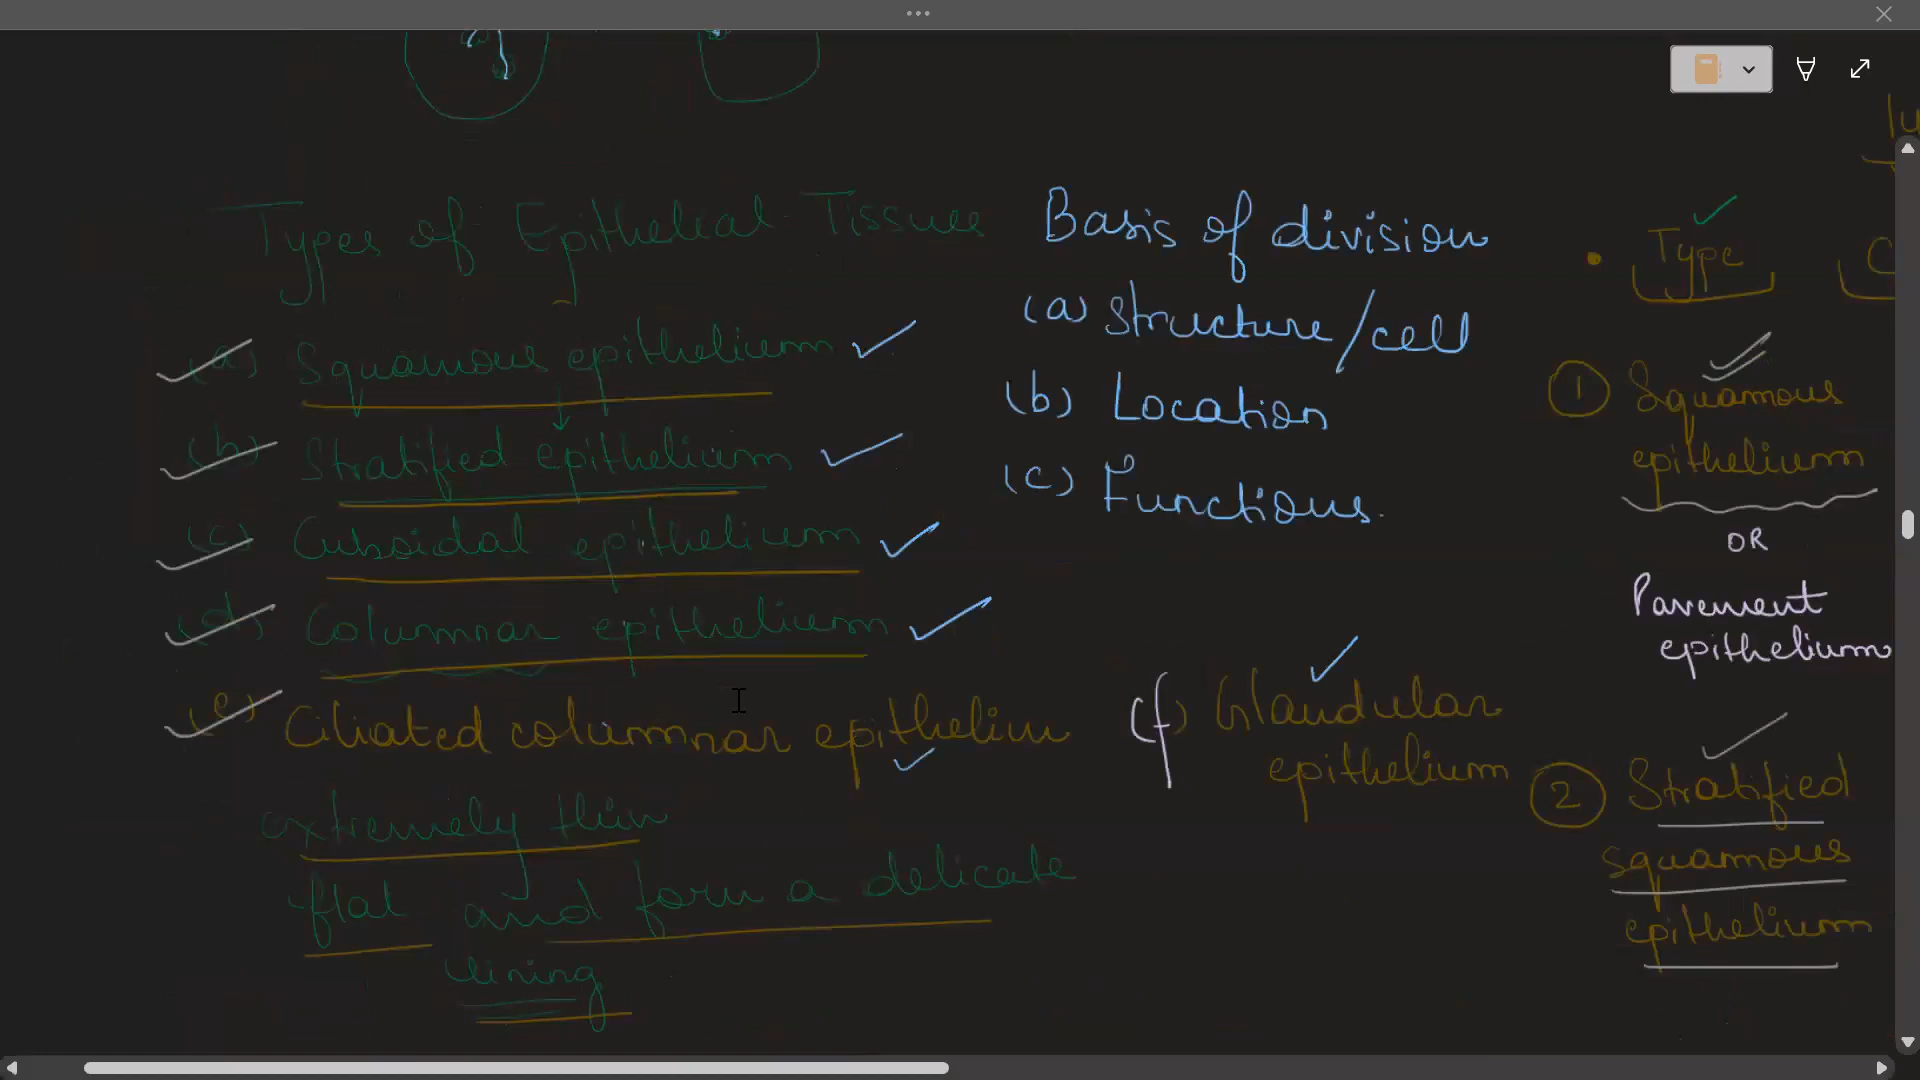 Types of Epithelial Tissues
(a) Squamous epithelium
(b) Stratified epithelium
(c) Cuboidal epithelium
(d) Columnar epithelium
(e) Ciliated columnar epithelium
extremely thin
flat and form a delicate
lining
Basis of division
(a) Structure/cell
(b) Location
(c) Functions.
(f) Glandular
epithelium
• Type
1 Squamous
epithelium
OR
Pavement
epithelium
2 Stratified
squamous
epithelium